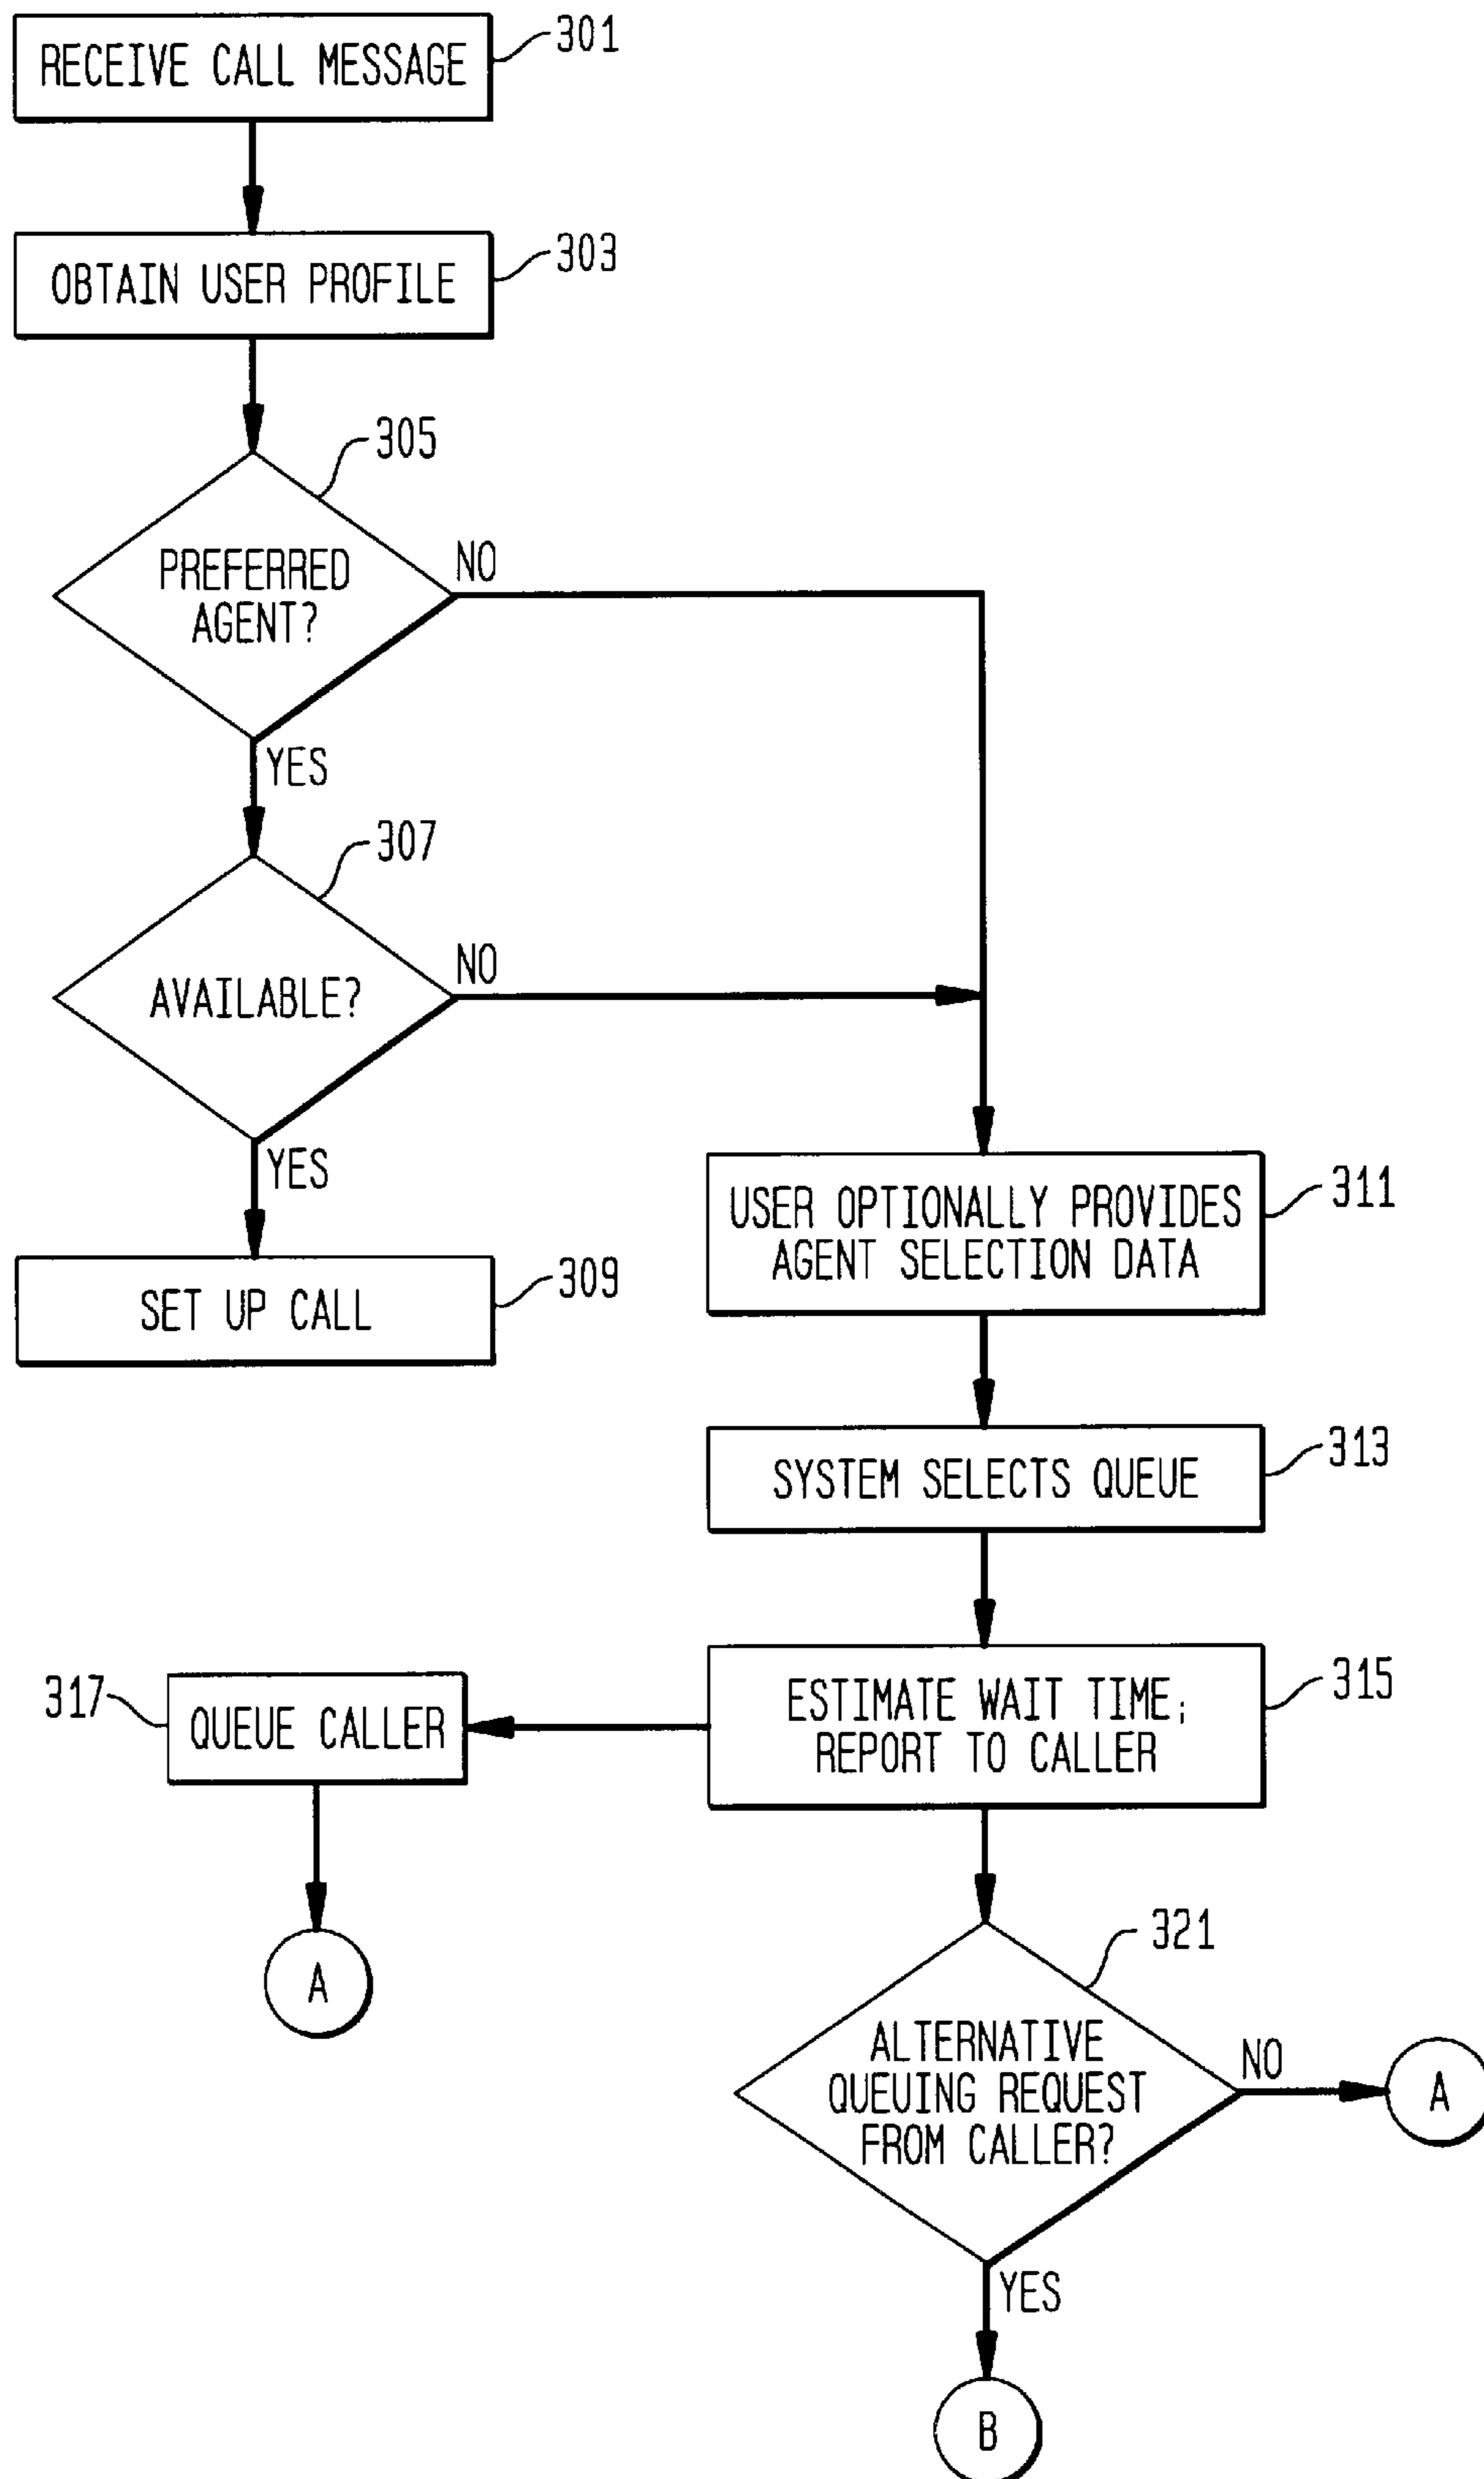 RECEIVE CALL MESSAGE
301
OBTAIN USER PROFILE
303
305
PREFERRED
AGENT?
NO
YES
307
AVAILABLE?
NO
YES
SET UP CALL
309
USER OPTIONALLY PROVIDES
AGENT SELECTION DATA
311
SYSTEM SELECTS QUEUE
313
ESTIMATE WAIT TIME;
REPORT TO CALLER
315
317
QUEUE CALLER
A
321
ALTERNATIVE
QUEUING REQUEST
FROM CALLER?
NO
A
YES
B